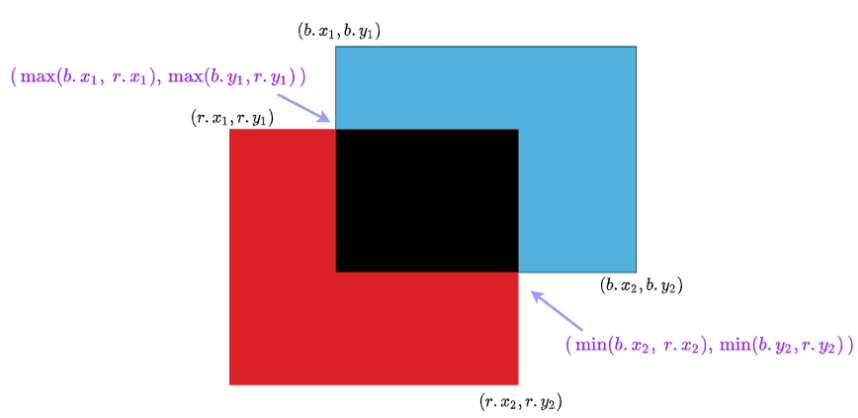 (b.x₁, b.y₁)
( max(b.x₁, r.x₁), max(b.y₁, r.y₁) )
(r.x₁, r.y₁)
(b.x₂, b.y₂)
( min(b.x₂, r.x₂), min(b.y₂, r.y₂) )
(r.x₂, r.y₂)